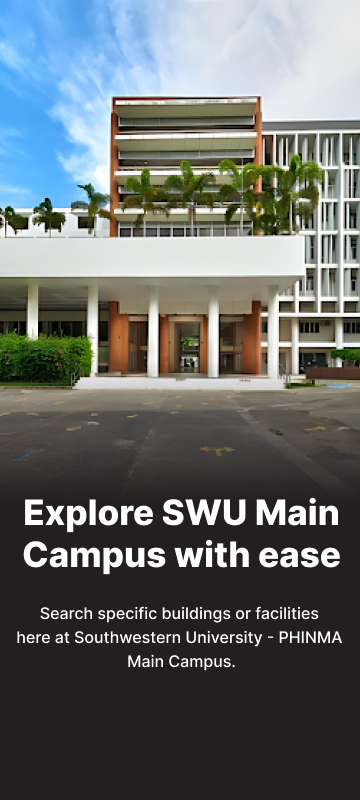 Explore SWU Main
Campus with ease
Search specific buildings or facilities
here at Southwestern University - PHINMA
Main Campus.